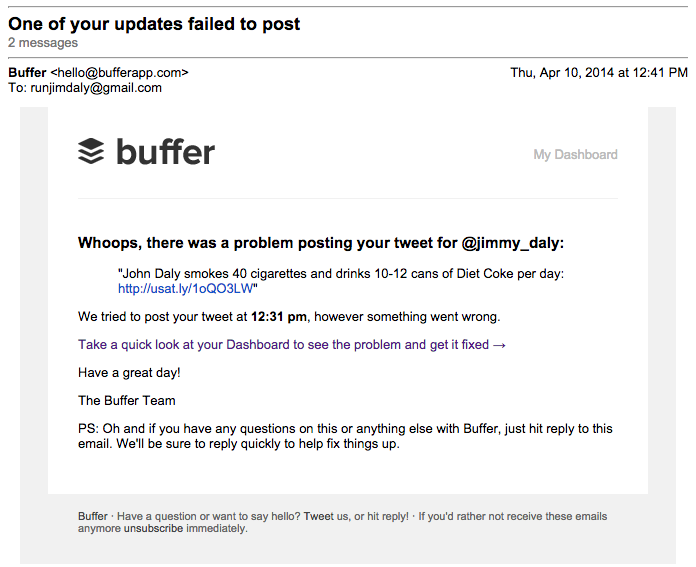 One of your updates failed to post
2 messages
Buffer <hello@bufferapp.com> Thu, Apr 10, 2014 at 12:41 PM
To: runjimdaly@gmail.com
buffer My Dashboard
Whoops, there was a problem posting your tweet for @jimmy_daly:
"John Daly smokes 40 cigarettes and drinks 10-12 cans of Diet Coke per day:
http://usat.ly/1oQO3LW"
We tried to post your tweet at 12:31 pm, however something went wrong.
Take a quick look at your Dashboard to see the problem and get it fixed →
Have a great day!
The Buffer Team
PS: Oh and if you have any questions on this or anything else with Buffer, just hit reply to this
email. We'll be sure to reply quickly to help fix things up.
Buffer · Have a question or want to say hello? Tweet us, or hit reply! · If you'd rather not receive these emails
anymore unsubscribe immediately.